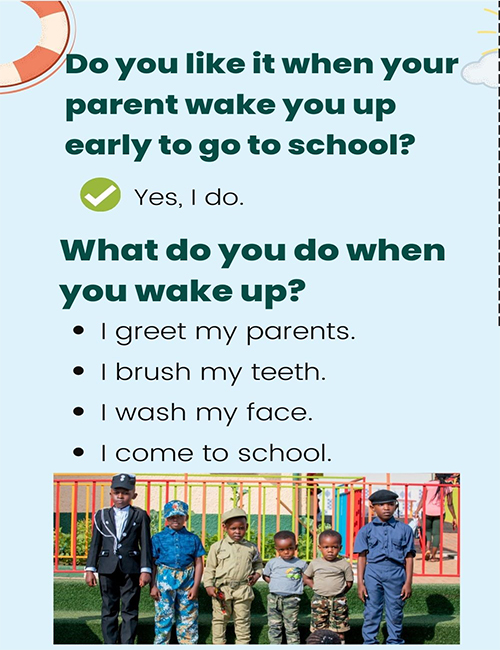 Do you like it when your
parent wake you up
early to go to school?
Yes, I do.
What do you do when
you wake up?
• I greet my parents.
• I brush my teeth.
• I wash my face.
• I come to school.